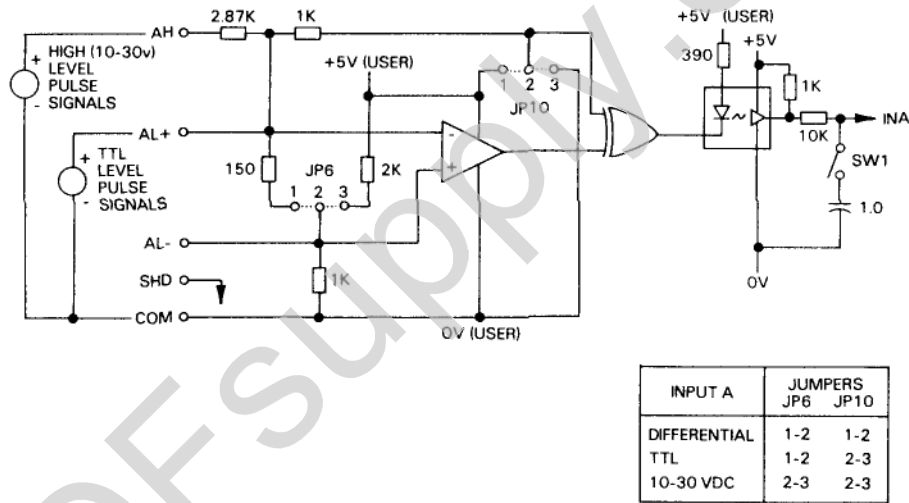 +5V (USER)
2.87K
1K
+5V
AH
390
+ HIGH (10-30v)
LEVEL
PULSE
- SIGNALS
+5V (USER)
1 2 3
1K
JP10
INA
AL+
-
10K
+ TTL
LEVEL
PULSE
- SIGNALS
150
JP6
2K
+
SW1
1 2 3
1.0
AL-
SHD
1K
0V
COM
0V (USER)
INPUT A
JUMPERS
JP6 JP10
DIFFERENTIAL 1-2 1-2
TTL 1-2 2-3
10-30 VDC 2-3 2-3
DFsupply.c